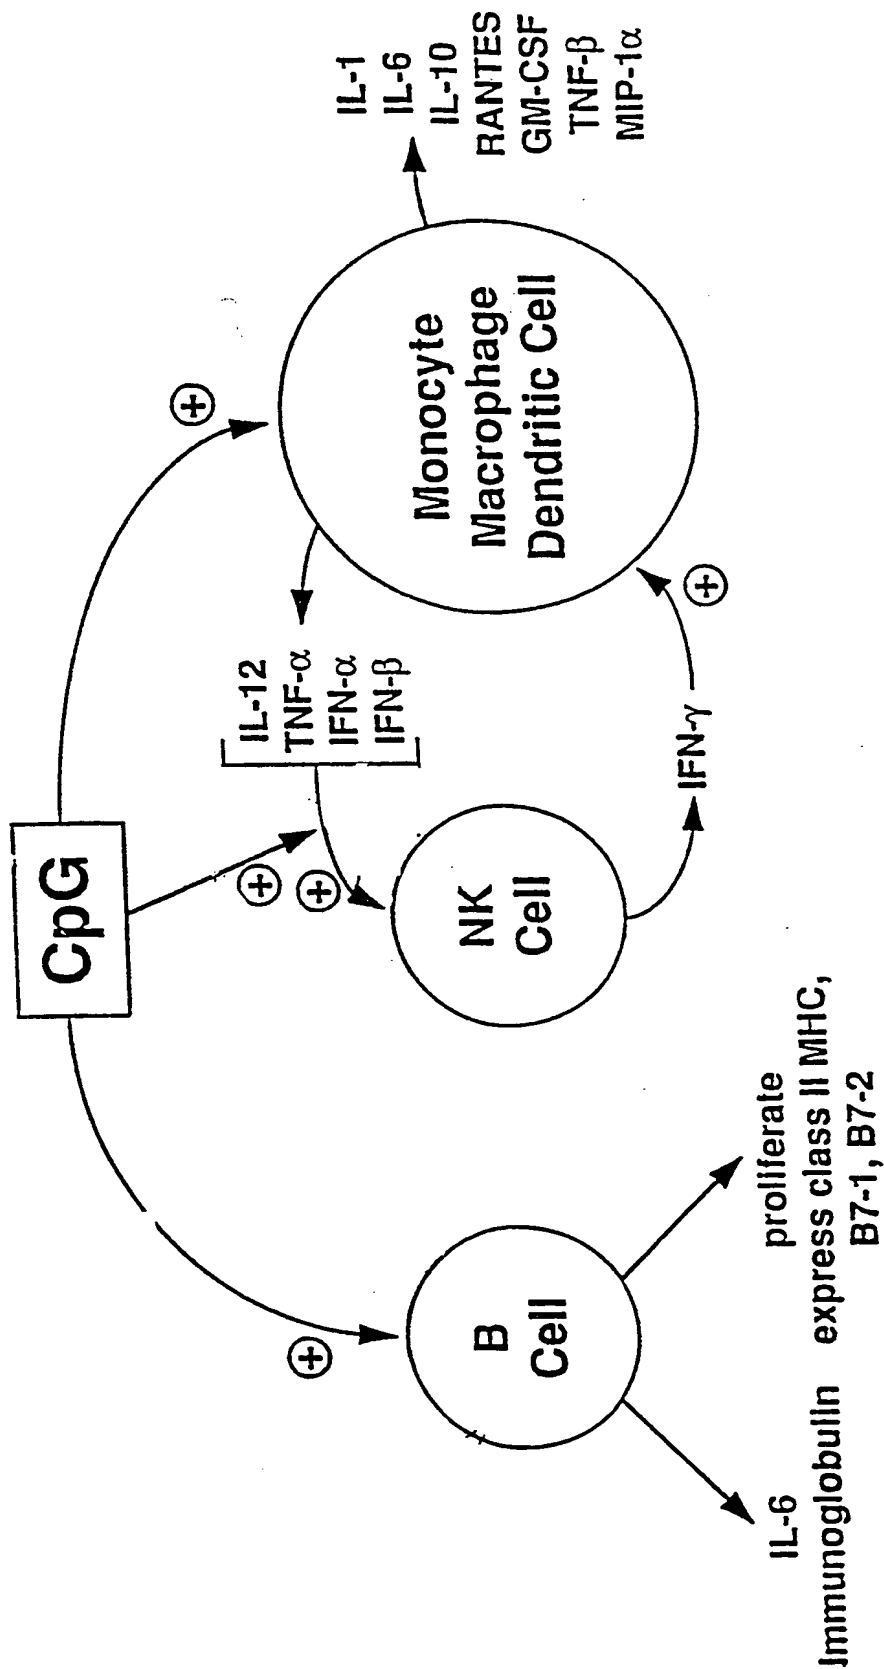 CpG
⊕
⊕
⊕
⊕
IL-12
TNF-α
IFN-α
IFN-β
B
Cell
NK
Cell
Monocyte
Macrophage
Dendritic Cell
IL-1
IL-6
IL-10
RANTES
GM-CSF
TNF-β
MIP-1α
IFN-γ
⊕
IL-6
Immunoglobulin
proliferate
express class II MHC,
B7-1, B7-2